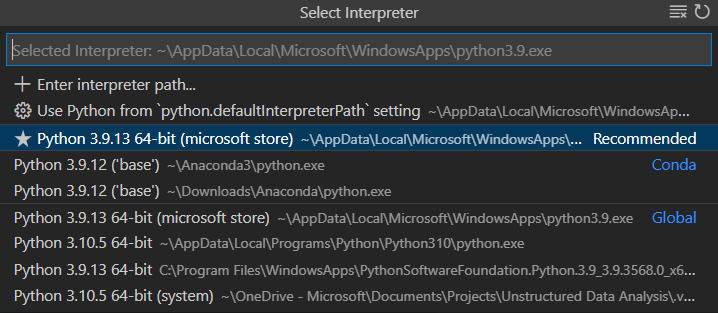 Select Interpreter
Selected Interpreter: ~\AppData\Local\Microsoft\WindowsApps\python3.9.exe
Enter interpreter path...
Use Python from `python.defaultInterpreterPath` setting ~\AppData\Local\Microsoft\WindowsAp...
Python 3.9.13 64-bit (microsoft store) ~\AppData\Local\Microsoft\WindowsApps\... Recommended
Python 3.9.12 ('base') ~\Anaconda3\python.exe Conda
Python 3.9.12 ('base') ~\Downloads\Anaconda\python.exe
Python 3.9.13 64-bit (microsoft store) ~\AppData\Local\Microsoft\WindowsApps\python3.9.exe Global
Python 3.10.5 64-bit ~\AppData\Local\Programs\Python\Python310\python.exe
Python 3.9.13 64-bit C:\Program Files\WindowsApps\PythonSoftwareFoundation.Python.3.9_3.9.3568.0_x6...
Python 3.10.5 64-bit (system) ~\OneDrive - Microsoft\Documents\Projects\Unstructured Data Analysis\.v...